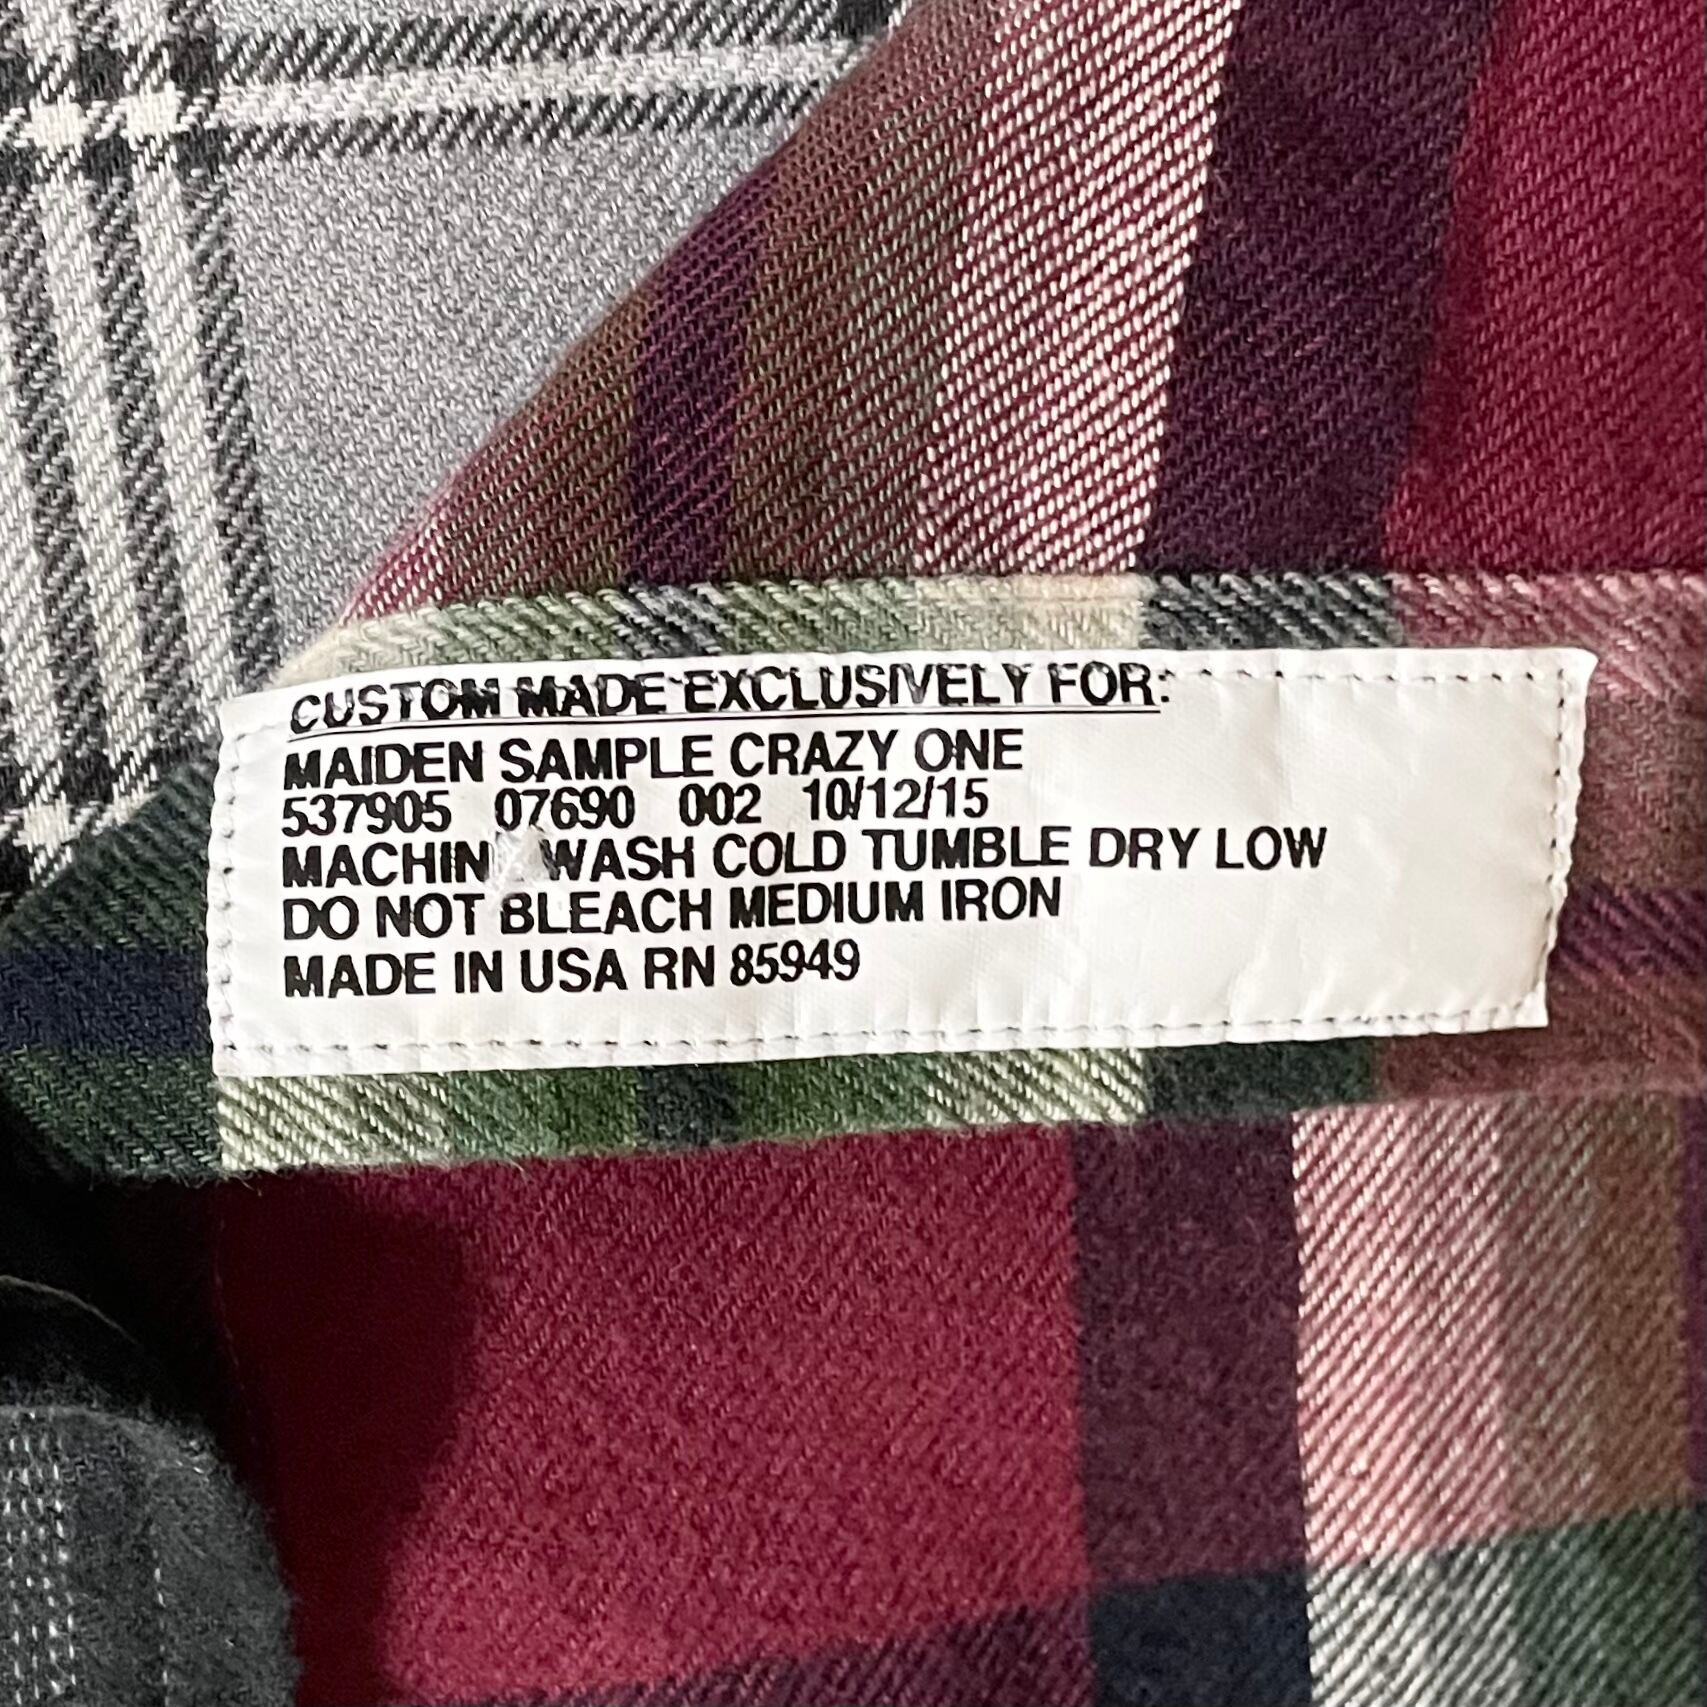 CUSTOM MADE EXCLUSIVELY FOR:
MAIDEN SAMPLE CRAZY ONE
537905 07690 002 10/12/15
MACHIN WASH COLD TUMBLE DRY LOW
DO NOT BLEACH MEDIUM IRON
MADE IN USA RN 85949